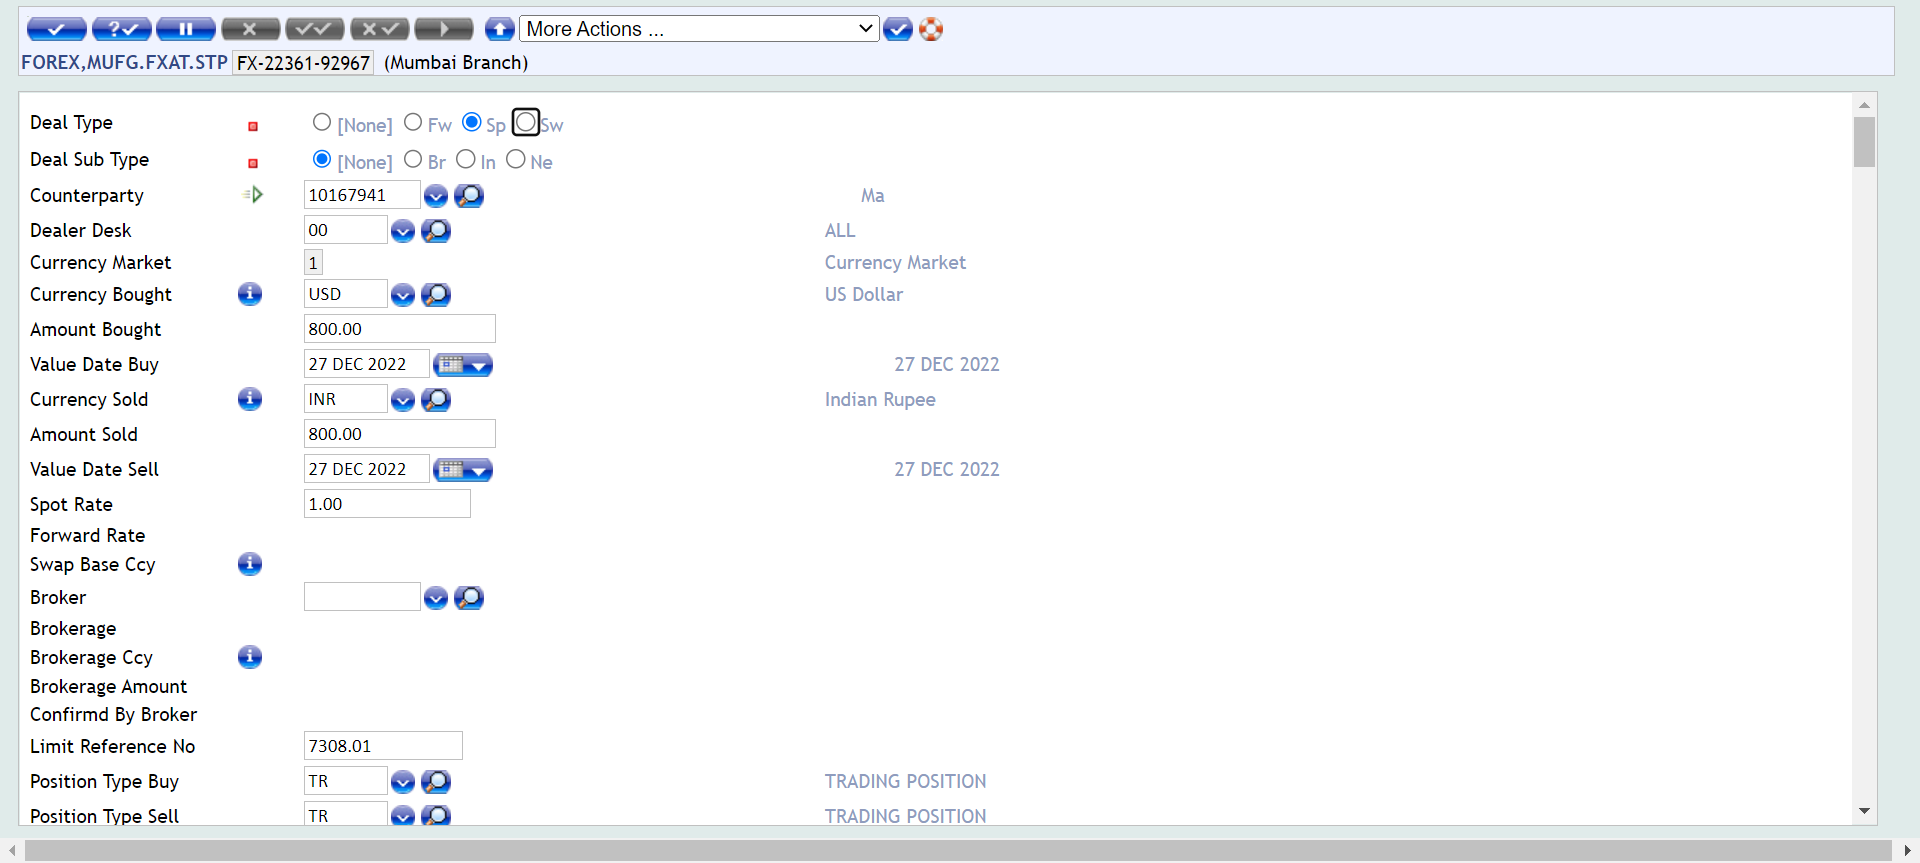 More Actions ...
FOREX,MUFG.FXAT.STP FX-22361-92967 (Mumbai Branch)
Deal Type [None] Fw Sp Sw
Deal Sub Type [None] Br In Ne
Counterparty 10167941 Ma
Dealer Desk 00 ALL
Currency Market 1 Currency Market
Currency Bought USD US Dollar
Amount Bought 800.00
Value Date Buy 27 DEC 2022 27 DEC 2022
Currency Sold INR Indian Rupee
Amount Sold 800.00
Value Date Sell 27 DEC 2022 27 DEC 2022
Spot Rate 1.00
Forward Rate
Swap Base Ccy
Broker
Brokerage
Brokerage Ccy
Brokerage Amount
Confirmd By Broker
Limit Reference No 7308.01
Position Type Buy TR TRADING POSITION
Position Type Sell TR TRADING POSITION